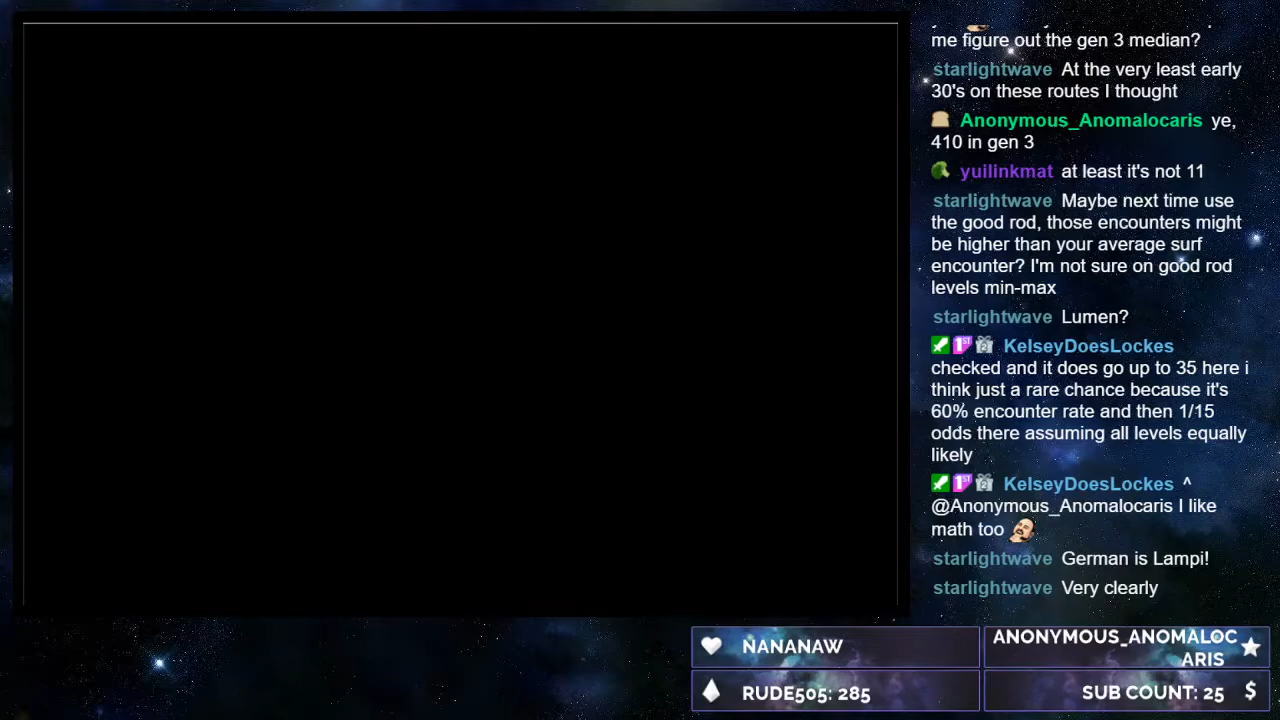 me figure out the gen 3 median?
starlightwave At the very least early
30's on these routes I thought
Anonymous_Anomalocaris ye,
410 in gen 3
yuilinkmat at least it's not 11
starlightwave Maybe next time use
the good rod, those encounters might
be higher than your average surf
encounter? I'm not sure on good rod
levels min-max
starlightwave Lumen?
1ST 2 KelseyDoesLockes
checked and it does go up to 35 here i
think just a rare chance because it's
60% encounter rate and then 1/15
odds there assuming all levels equally
likely
1ST 2 KelseyDoesLockes ^
@Anonymous_Anomalocaris I like
math too
starlightwave German is Lampi!
starlightwave Very clearly
NANANAW
ANONYMOUS_ANOMALOC
ARIS
RUDE505: 285
SUB COUNT: 25 $